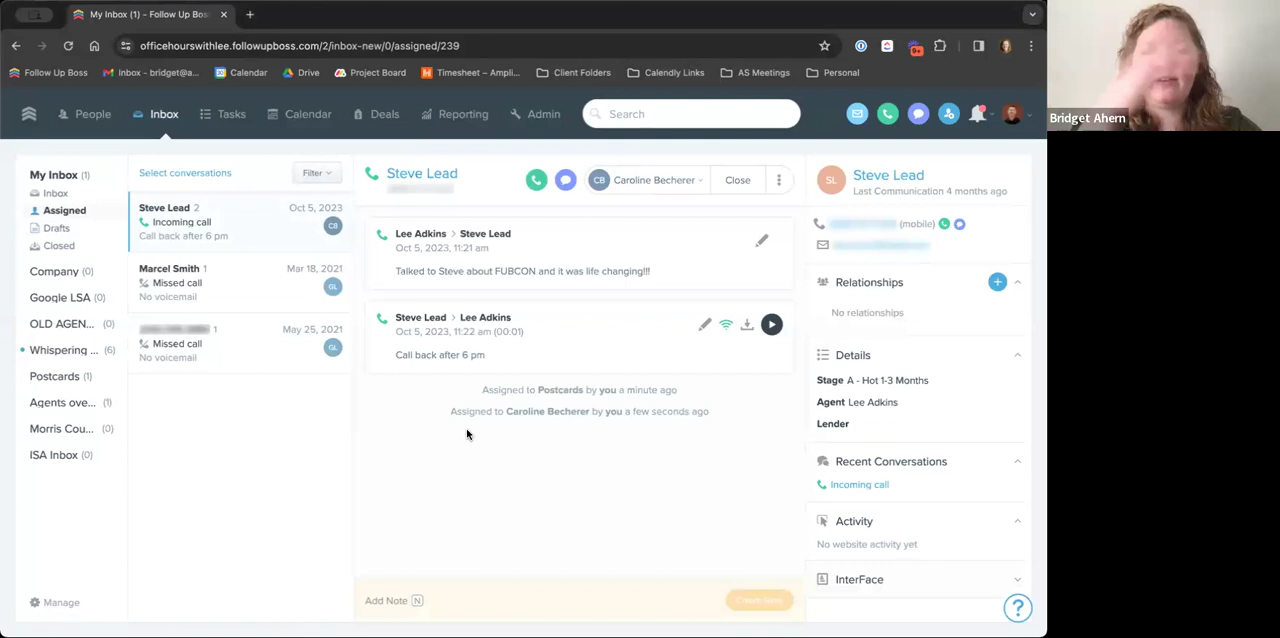 My Inbox (1) - Follow Up Bos
officehourswithlee.followupboss.com/2/inbox-new/0/assigned/239
9+
Follow Up Boss
Inbox - bridget@a...
Calendar
Drive
Project Board
Timesheet – Ampli...
Client Folders
Calendly Links
AS Meetings
Personal
Bridget Ahern
People
Inbox
Tasks
Calendar
Deals
Reporting
Admin
Search
My Inbox (1)
Inbox
Assigned
Drafts
Closed
Company (0)
Google LSA (0)
OLD AGEN... (0)
Whispering ... (6)
Postcards (1)
Agents ove... (1)
Morris Cou... (0)
ISA Inbox (0)
Manage
Select conversations
Filter
Steve Lead 2
Oct 5, 2023
Incoming call
Call back after 6 pm
CB
Marcel Smith 1
Mar 18, 2021
Missed call
No voicemail
GL
1
May 25, 2021
Missed call
No voicemail
GL
Steve Lead
CB
Caroline Becherer
Close
Lee Adkins > Steve Lead
Oct 5, 2023, 11:21 am
Talked to Steve about FUBCON and it was life changing!!!
Steve Lead > Lee Adkins
Oct 5, 2023, 11:22 am (00:01)
Call back after 6 pm
Assigned to Postcards by you a minute ago
Assigned to Caroline Becherer by you a few seconds ago
Add Note N
Create Note
SL
Steve Lead
Last Communication 4 months ago
(mobile)
Relationships
No relationships
Details
Stage A - Hot 1-3 Months
Agent Lee Adkins
Lender
Recent Conversations
Incoming call
Activity
No website activity yet
InterFace
?